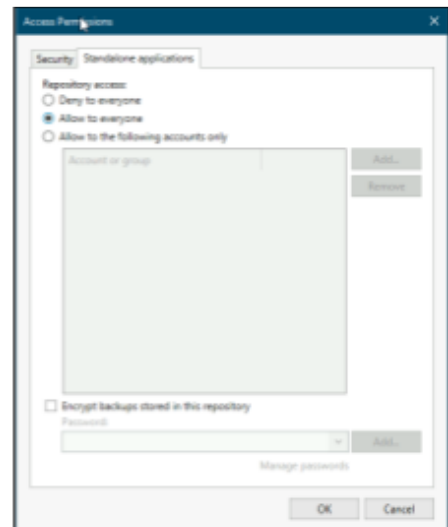 Access Permissions
Security
Standalone applications
Repository access:
Deny to everyone
Allow to everyone
Allow to the following accounts only
Account or group
Add...
Remove
Encrypt backups stored in this repository
Password:
Add...
Manage passwords
OK
Cancel